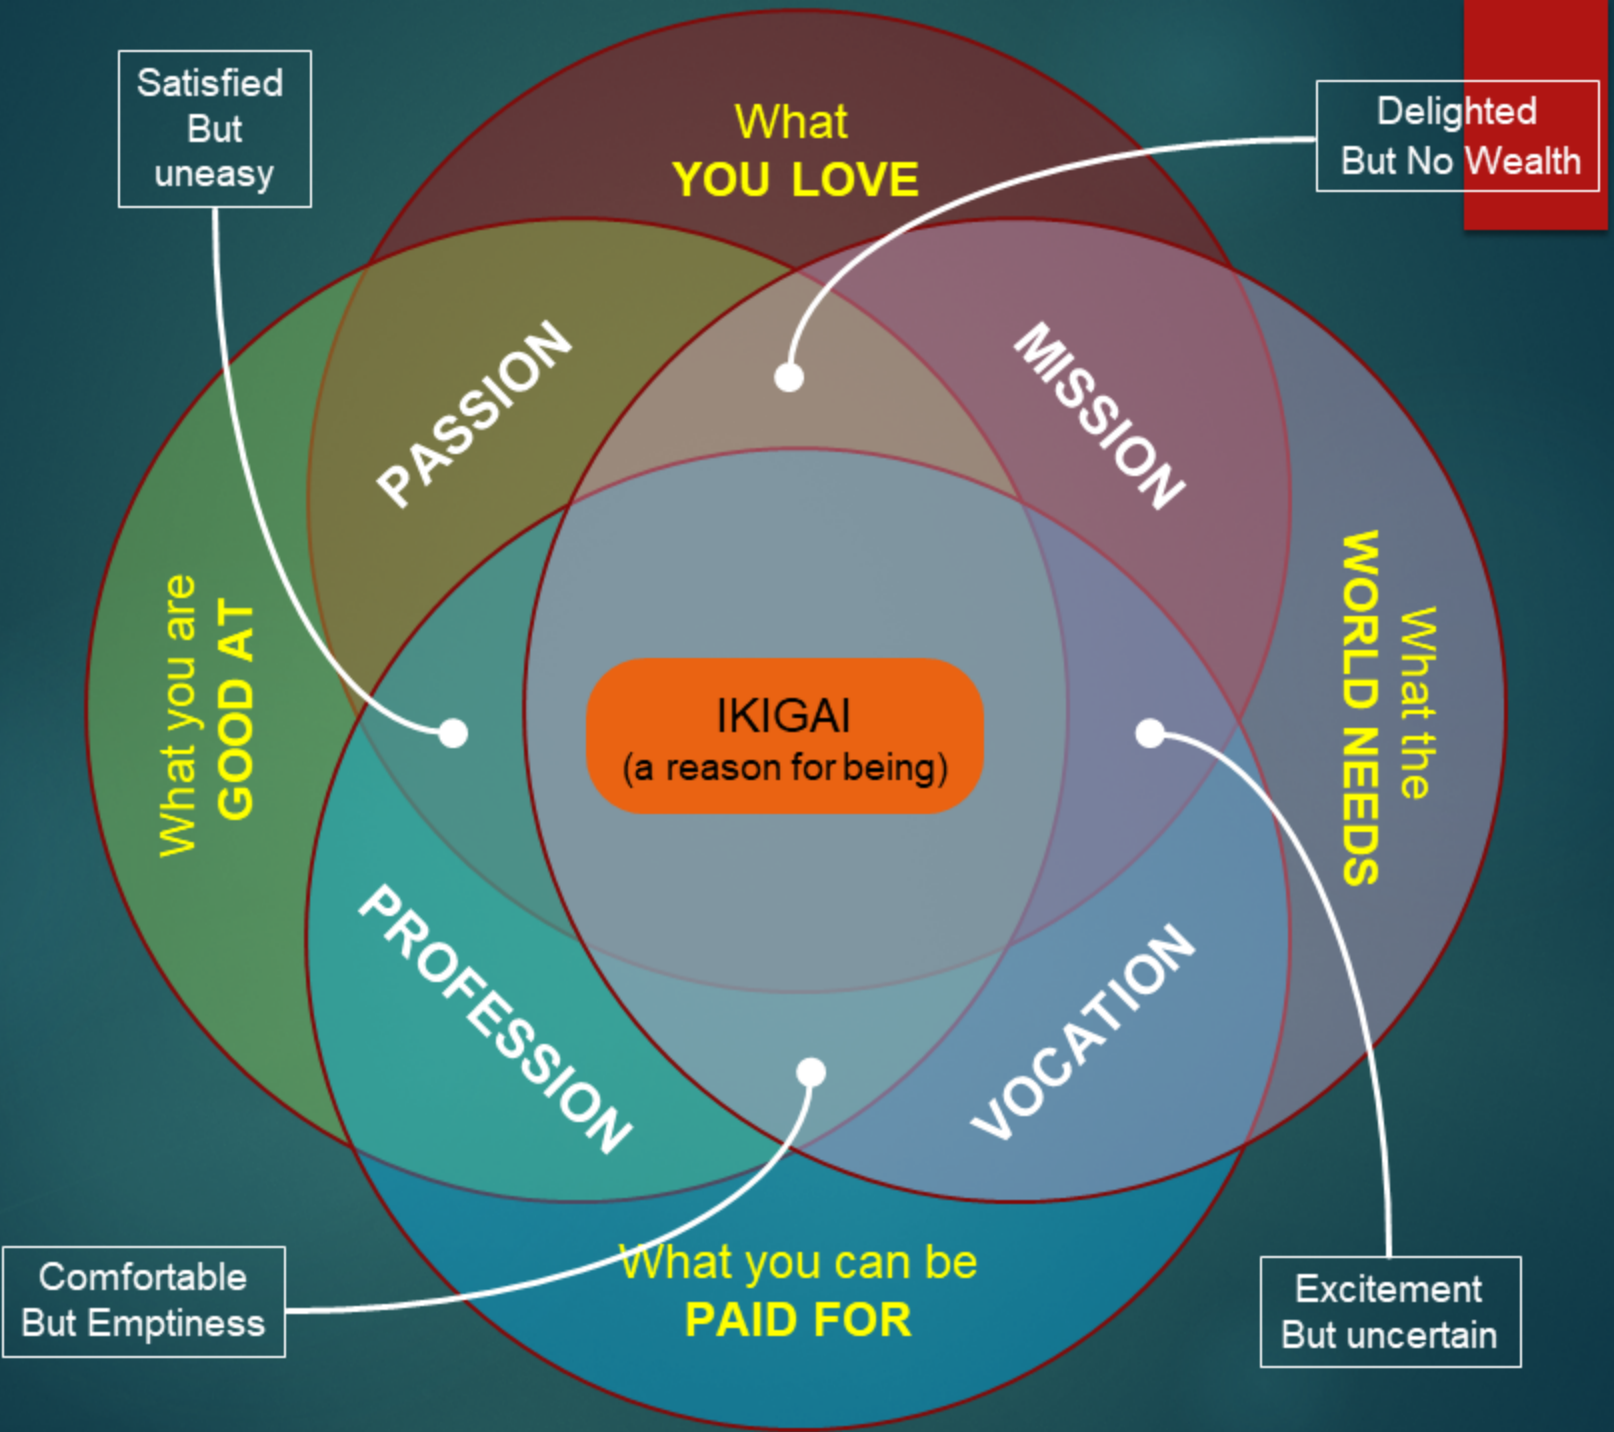 Satisfied
But
uneasy
Delighted
But No Wealth
What
YOU LOVE
PASSION
MISSION
What you are
GOOD AT
What the
WORLD NEEDS
IKIGAI
(a reason for being)
PROFESSION
VOCATION
What you can be
PAID FOR
Comfortable
But Emptiness
Excitement
But uncertain